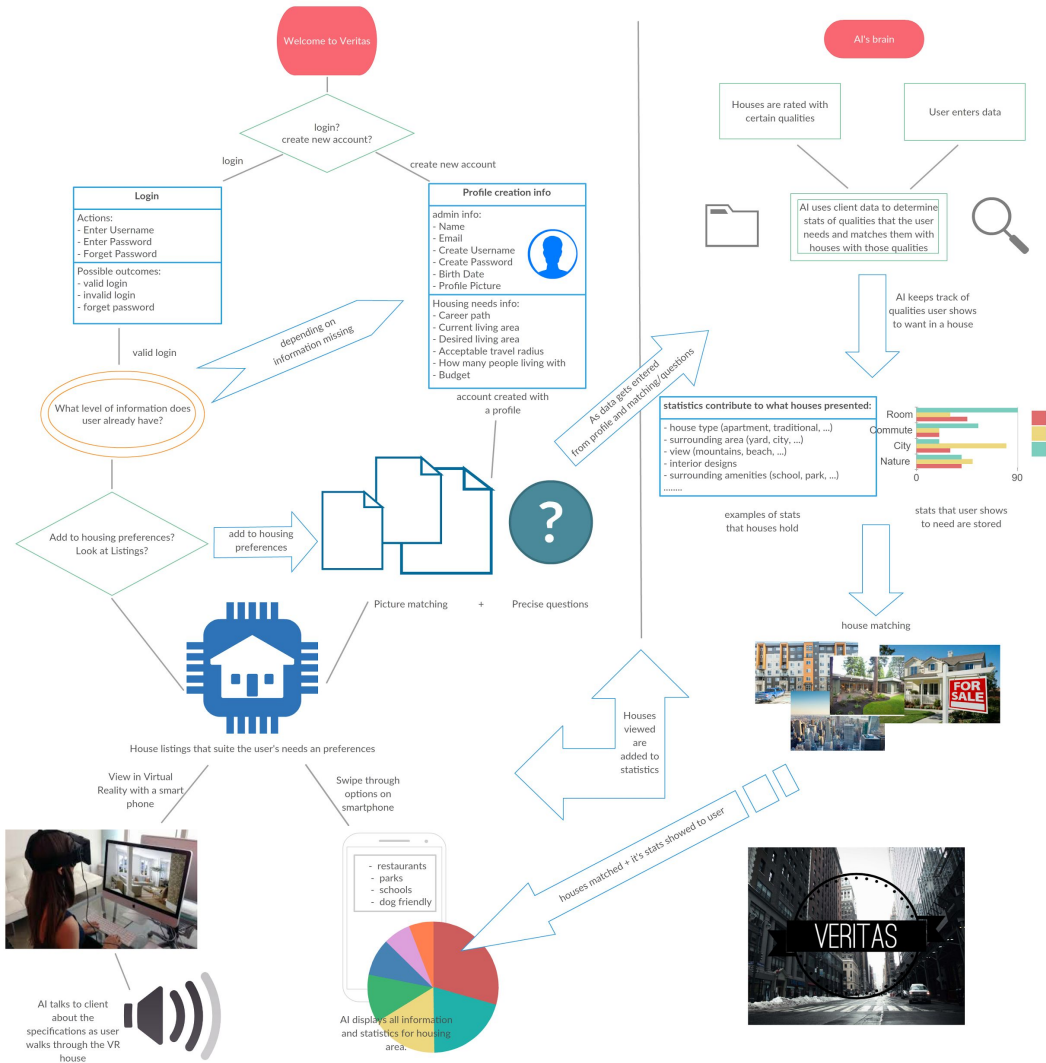 Welcome to Veritas
login?
create new account?
login
create new account
Login
Actions:
- Enter Username
- Enter Password
- Forget Password
Possible outcomes:
- valid login
- invalid login
- forget password
Profile creation info
admin info:
- Name
- Email
- Create Username
- Create Password
- Birth Date
- Profile Picture
Housing needs info:
- Career path
- Current living area
- Desired living area
- Acceptable travel radius
- How many people living with
- Budget
depending on
information missing
valid login
What level of information does
user already have?
account created with
a profile
Add to housing preferences?
Look at Listings?
add to housing
preferences
?
Picture matching + Precise questions
House listings that suite the user's needs an preferences
View in Virtual
Reality with a smart
phone
Swipe through
options on
smartphone
- restaurants
- parks
- schools
- dog friendly
AI talks to client
about the
specifications as user
walks through the VR
house
AI displays all information
and statistics for housing
area.
As data gets entered
from profile and matching/questions
Houses
viewed
are
added to
statistics
houses matched + it's stats showed to user
AI's brain
Houses are rated with
certain qualities
User enters data
AI uses client data to determine
stats of qualities that the user
needs and matches them with
houses with those qualities
AI keeps track of
qualities user shows
to want in a house
statistics contribute to what houses presented:
- house type (apartment, traditional, ...)
- surrounding area (yard, city, ...)
- view (mountains, beach, ...)
- interior designs
- surrounding amenities (school, park, ...)
........
Room
Commute
City
Nature
0 90
examples of stats
that houses hold
stats that user shows
to need are stored
house matching
FOR
SALE
VERITAS